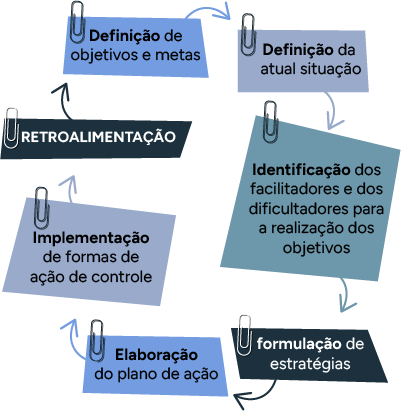 Definição de
objetivos e metas
Definição da
atual situação
Identificação dos
facilitadores e dos
dificultadores para
a realização dos
objetivos
formulação de
estratégias
Elaboração
do plano de ação
Implementação
de formas de
ação de controle
RETROALIMENTAÇÃO